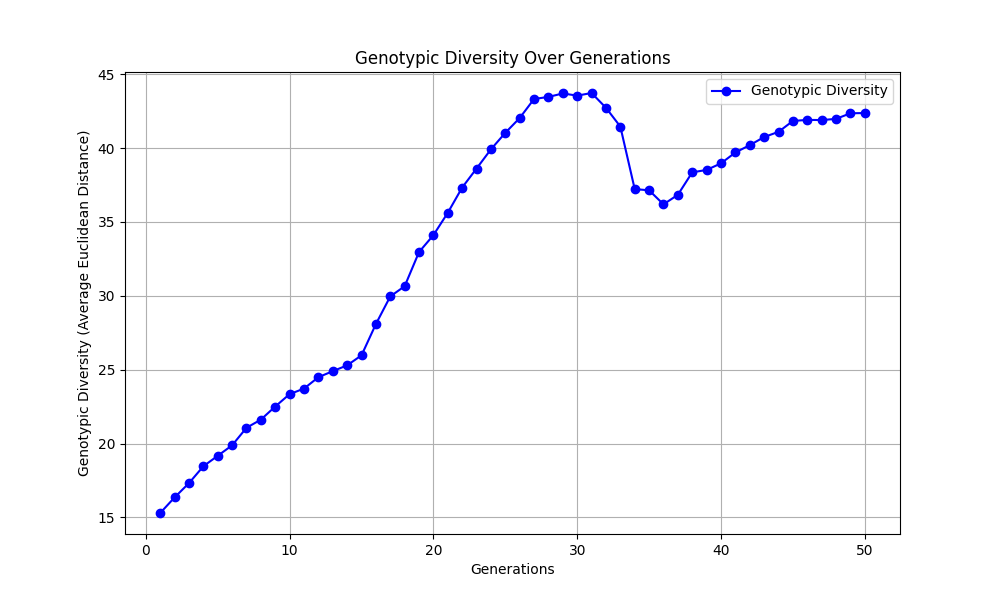 Genotypic Diversity Over Generations
Genotypic Diversity
Genotypic Diversity (Average Euclidean Distance)
45
40
35
30
25
20
15
0 10 20 30 40 50
Generations